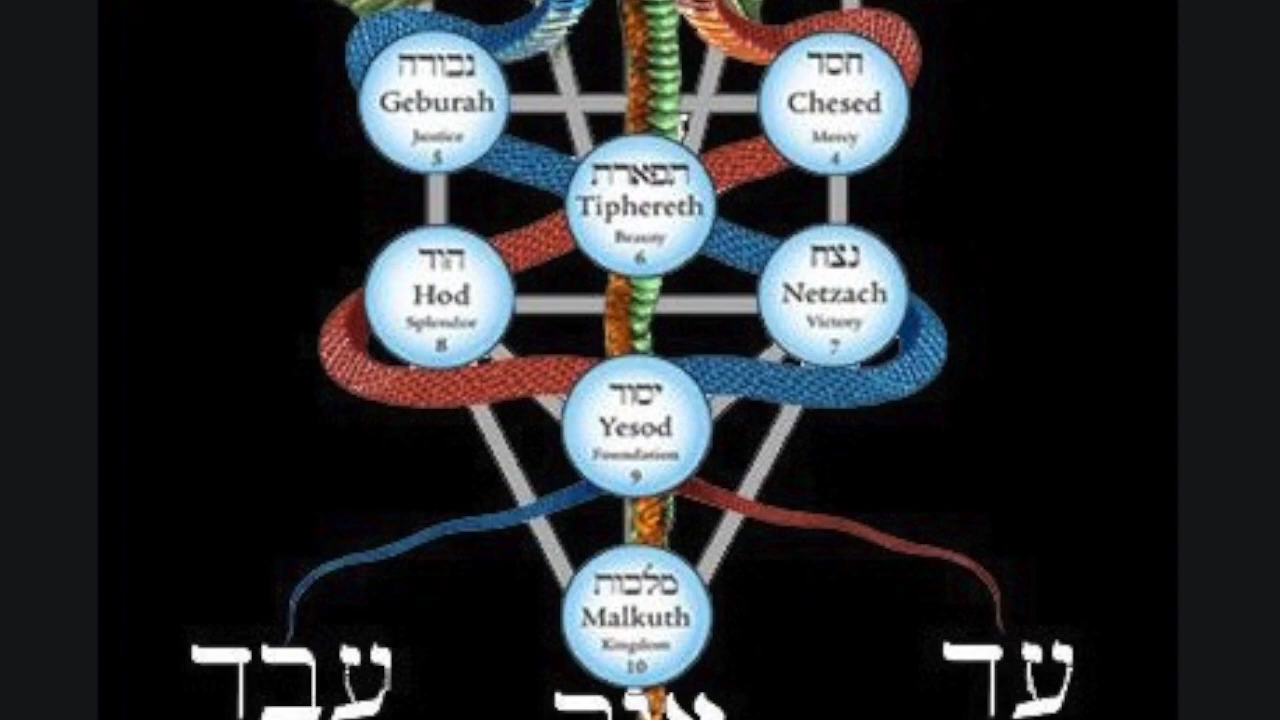 גבורה
Geburah
Justice
5
חסד
Chesed
Mercy
4
תפארת
Tiphereth
Beauty
6
הוד
Hod
Splendor
8
נצח
Netzach
Victory
7
יסוד
Yesod
Foundation
9
מלכות
Malkuth
Kingdom
10
עבד
עד